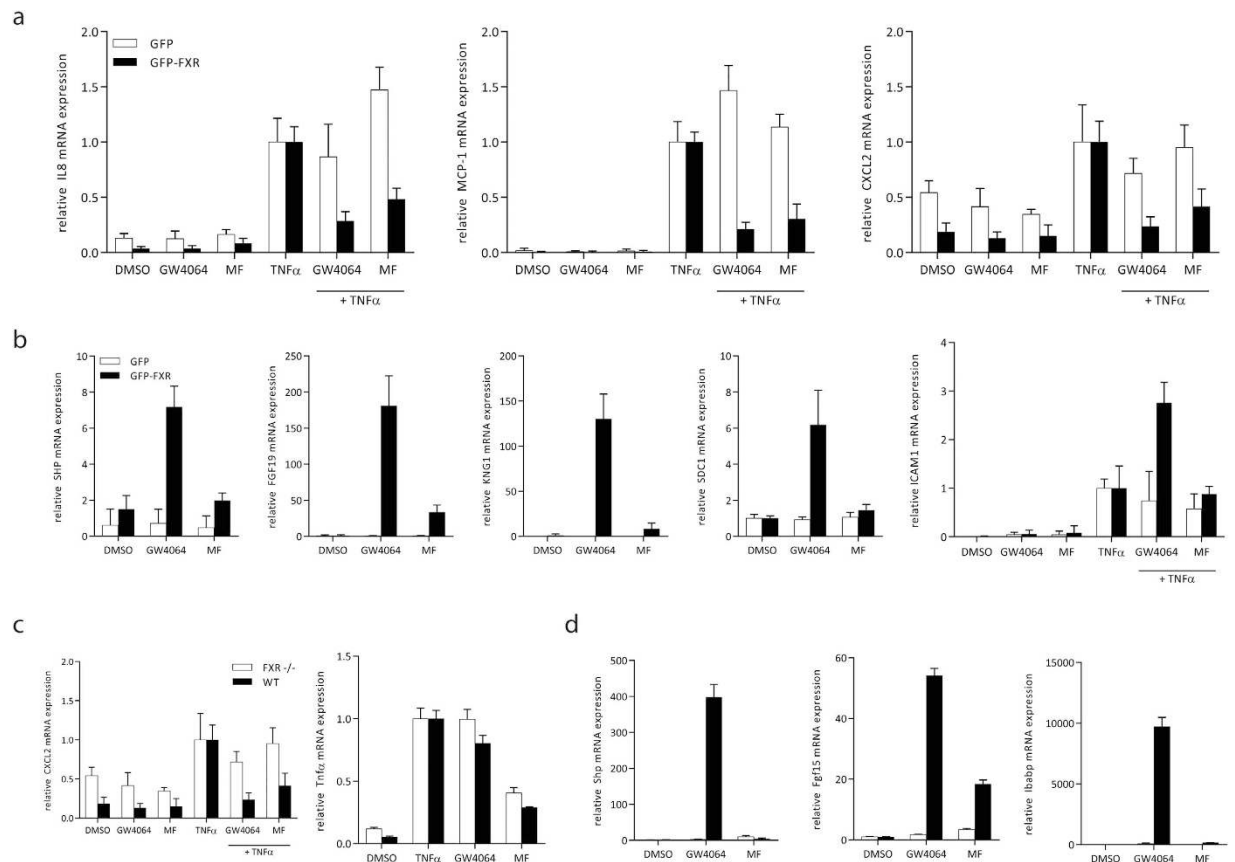 a
relative IL8 mRNA expression
2.0
1.5
1.0
0.5
0.0
GFP
GFP-FXR
DMSO GW4064 MF TNFα GW4064 MF
+ TNFα
relative MCP-1 mRNA expression
2.0
1.5
1.0
0.5
0.0
DMSO GW4064 MF TNFα GW4064 MF
+ TNFα
relative CXCL2 mRNA expression
2.0
1.5
1.0
0.5
0.0
DMSO GW4064 MF TNFα GW4064 MF
+ TNFα
b
relative SHP mRNA expression
10
8
6
4
2
0
GFP
GFP-FXR
DMSO GW4064 MF
relative FGF19 mRNA expression
250
200
150
100
50
0
DMSO GW4064 MF
relative KNG1 mRNA expression
200
150
100
50
0
DMSO GW4064 MF
relative SDC1 mRNA expression
10
8
6
4
2
0
DMSO GW4064 MF
relative ICAM1 mRNA expression
4
3
2
1
0
DMSO GW4064 MF TNFα GW4064 MF
+ TNFα
c
relative CXCL2 mRNA expression
2.0
1.5
1.0
0.5
0.0
FXR -/-
WT
DMSO GW4064 MF TNFα GW4064 MF
+ TNFα
relative Tnfα mRNA expression
1.5
1.0
0.5
0.0
DMSO TNFα GW4064 MF
d
relative Shp mRNA expression
500
400
300
200
100
0
DMSO GW4064 MF
relative Fgf15 mRNA expression
60
40
20
0
DMSO GW4064 MF
relative Ibabp mRNA expression
15000
10000
5000
0
DMSO GW4064 MF